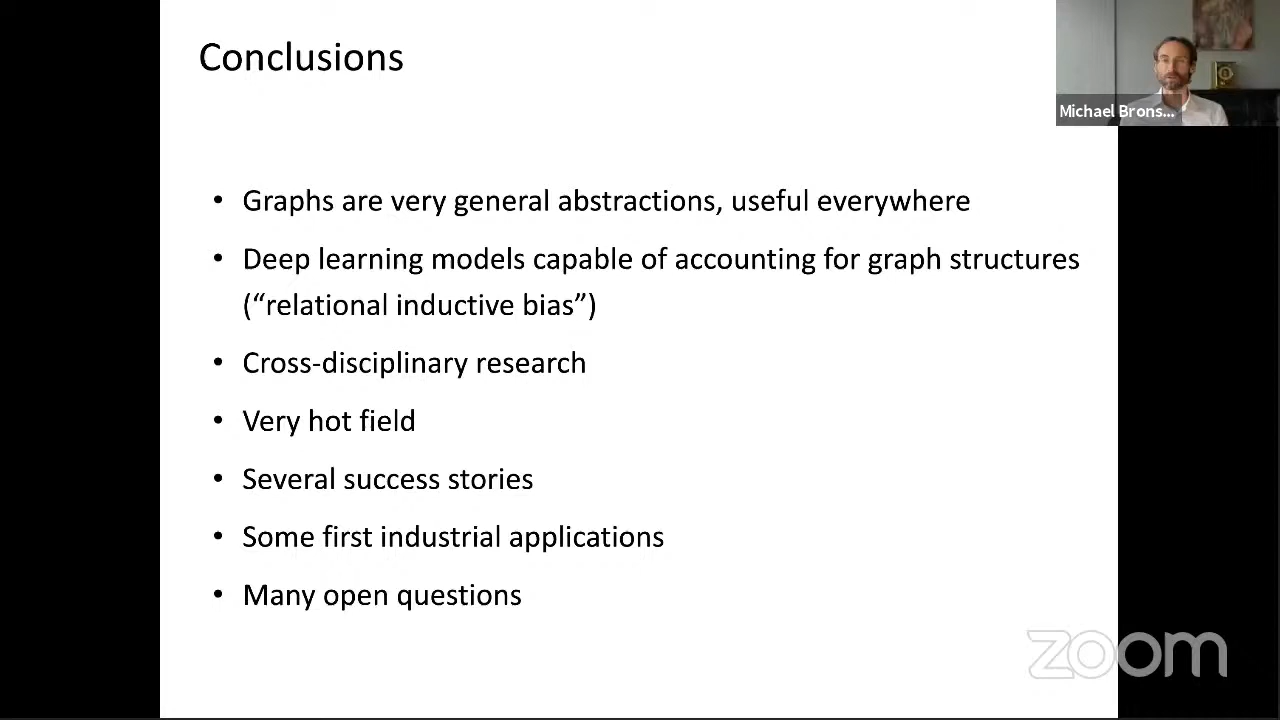 Conclusions
Michael Brons...
• Graphs are very general abstractions, useful everywhere
• Deep learning models capable of accounting for graph structures
(“relational inductive bias”)
• Cross-disciplinary research
• Very hot field
• Several success stories
• Some first industrial applications
• Many open questions
zoom